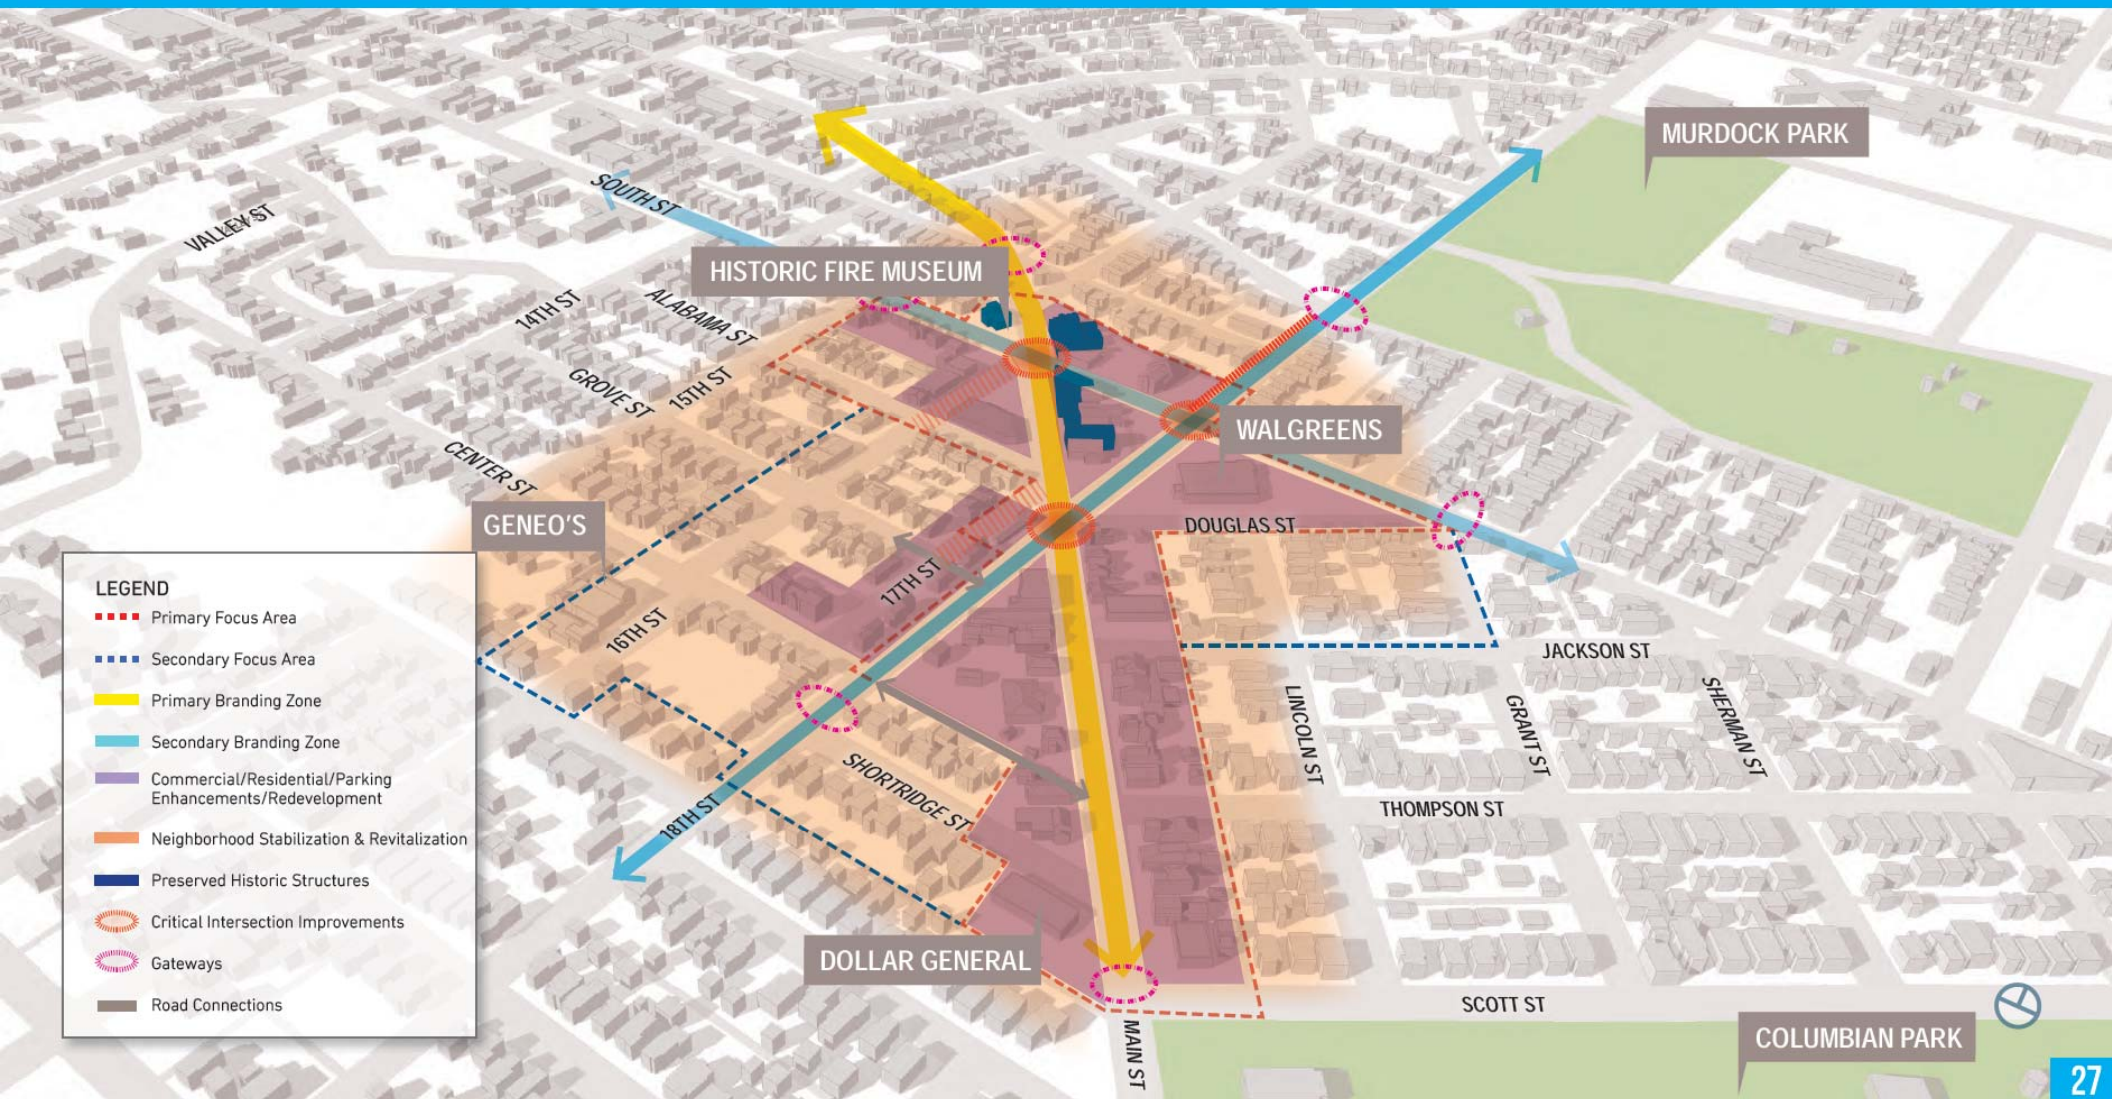 MURDOCK PARK
SOUTH ST
VALLEY ST
HISTORIC FIRE MUSEUM
14TH ST
ALABAMA ST
GROVE ST
15TH ST
WALGREENS
CENTER ST
GENEO'S
DOUGLAS ST
17TH ST
16TH ST
JACKSON ST
LINCOLN ST
GRANT ST
SHERMAN ST
SHORTRIDGE ST
THOMPSON ST
18TH ST
DOLLAR GENERAL
SCOTT ST
MAIN ST
COLUMBIAN PARK
LEGEND
Primary Focus Area
Secondary Focus Area
Primary Branding Zone
Secondary Branding Zone
Commercial/Residential/Parking
Enhancements/Redevelopment
Neighborhood Stabilization & Revitalization
Preserved Historic Structures
Critical Intersection Improvements
Gateways
Road Connections
27